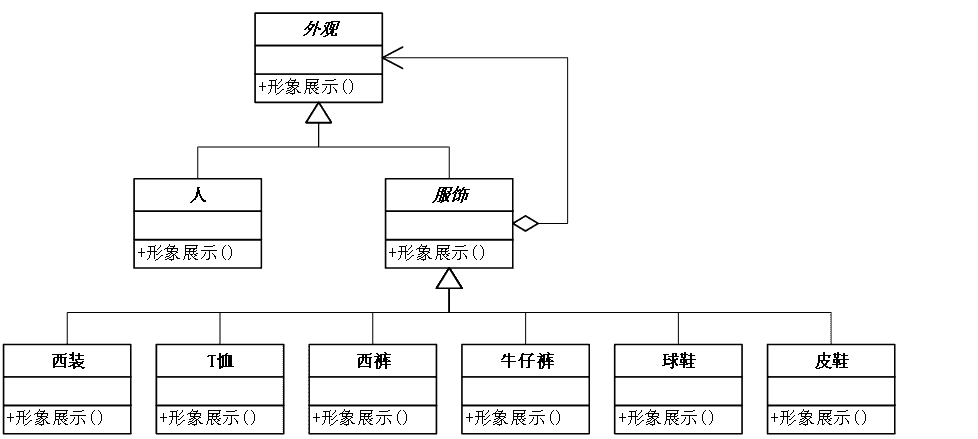 外观
+形象展示()
人
服饰
+形象展示()
+形象展示()
西装
T恤
西裤
牛仔裤
球鞋
皮鞋
+形象展示()
+形象展示()
+形象展示()
+形象展示()
+形象展示()
+形象展示()